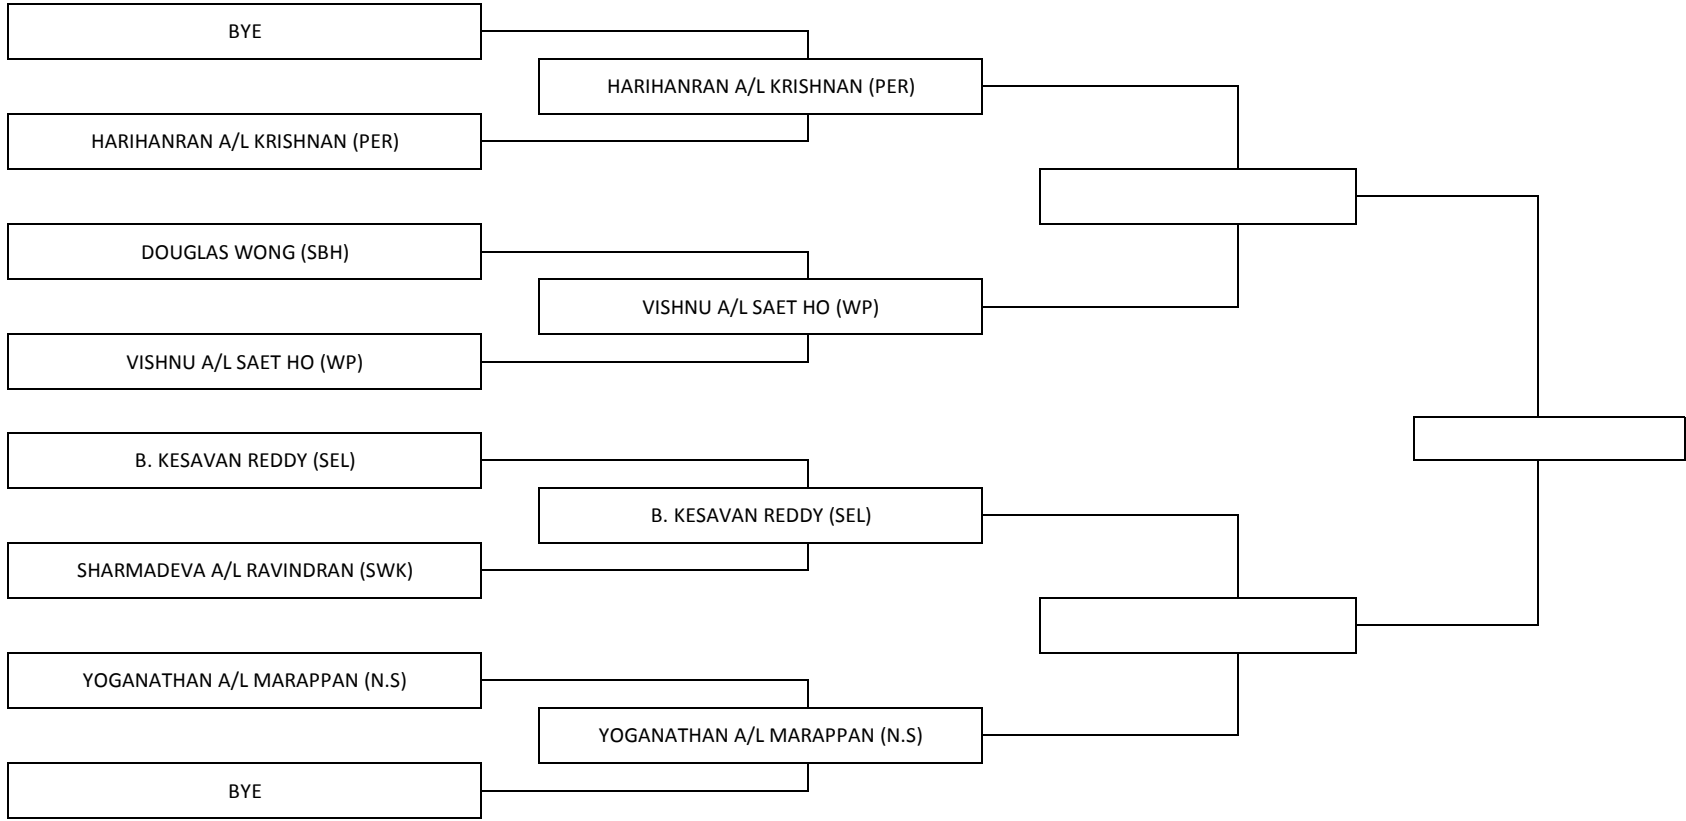 BYE
HARIHANRAN A/L KRISHNAN (PER)
HARIHANRAN A/L KRISHNAN (PER)
DOUGLAS WONG (SBH)
VISHNU A/L SAET HO (WP)
VISHNU A/L SAET HO (WP)
B. KESAVAN REDDY (SEL)
B. KESAVAN REDDY (SEL)
SHARMADEVA A/L RAVINDRAN (SWK)
YOGANATHAN A/L MARAPPAN (N.S)
YOGANATHAN A/L MARAPPAN (N.S)
BYE